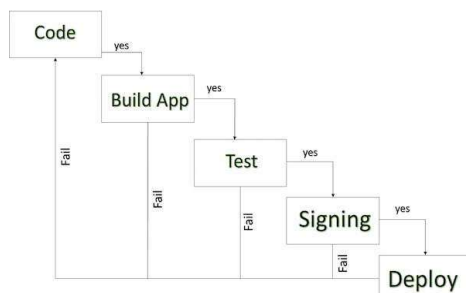 Code
yes
Build App
yes
Test
yes
Signing
yes
Deploy
Fail
Fail
Fail
Fail